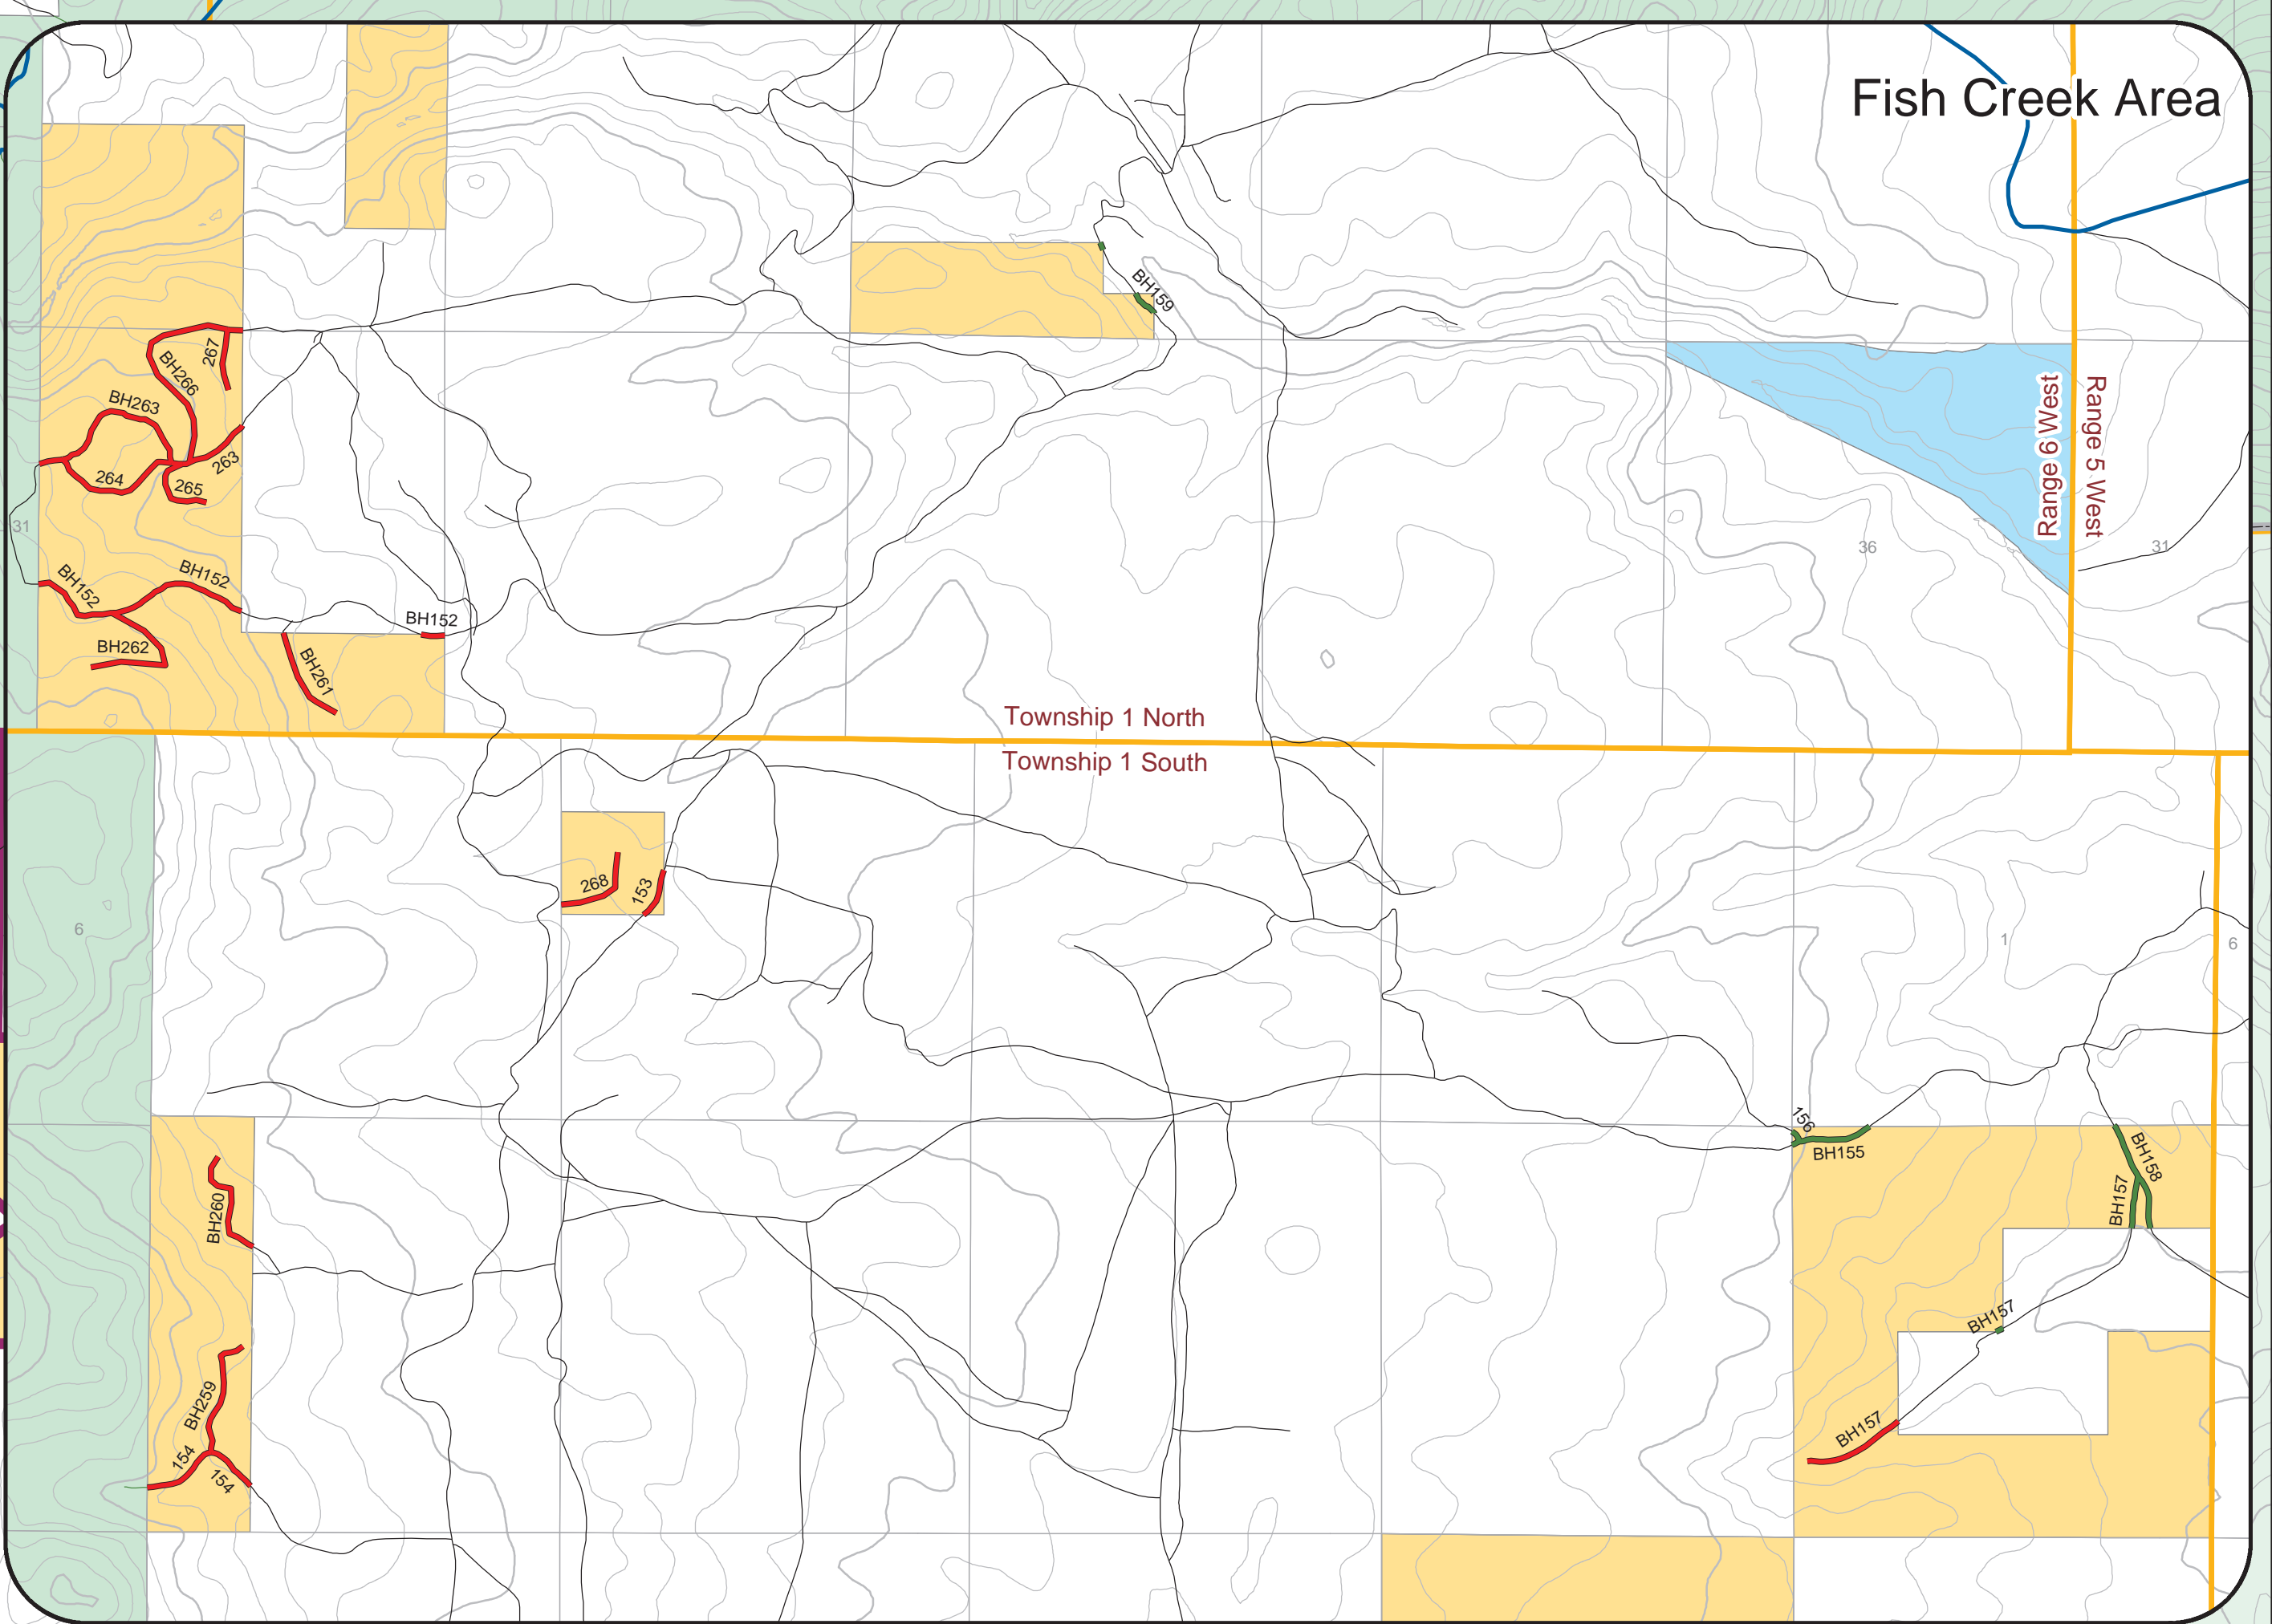 Fish Creek Area
BH159
267
BH266
BH263
263
264
265
Range 6 West
Range 5 West
31
36
31
BH152
BH152
BH152
BH262
BH261
Township 1 North
Township 1 South
268
153
6
1
6
156
BH155
BH158
BH157
BH260
BH157
BH259
BH157
154
154